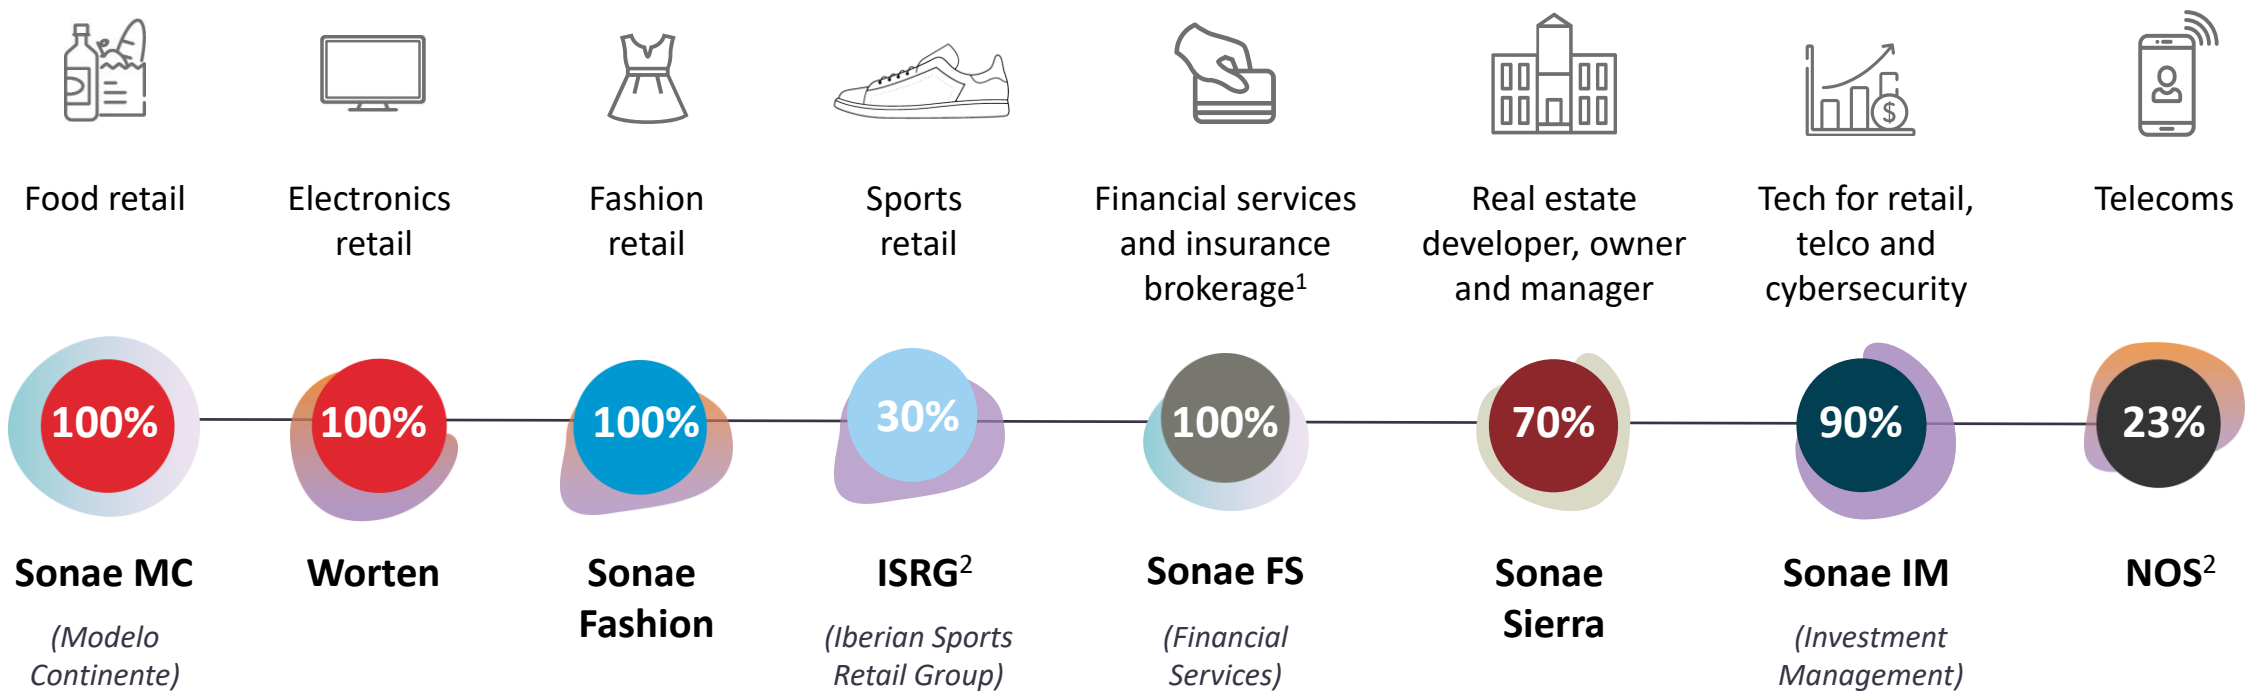 Food retail
Electronics
retail
Fashion
retail
Sports
retail
Financial services
and insurance
brokerage¹
Real estate
developer, owner
and manager
Tech for retail,
telco and
cybersecurity
Telecoms
100%
100%
100%
30%
100%
70%
90%
23%
Sonae MC
(Modelo
Continente)
Worten
Sonae
Fashion
ISRG²
(Iberian Sports
Retail Group)
Sonae FS
(Financial
Services)
Sonae
Sierra
Sonae IM
(Investment
Management)
NOS²
$